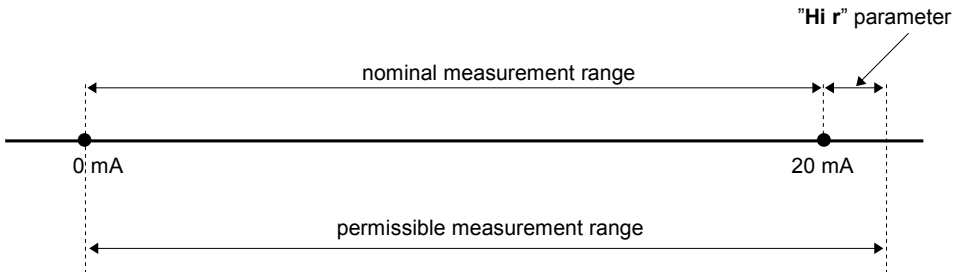 ”Hi r” parameter
nominal measurement range
0 mA
20 mA
permissible measurement range